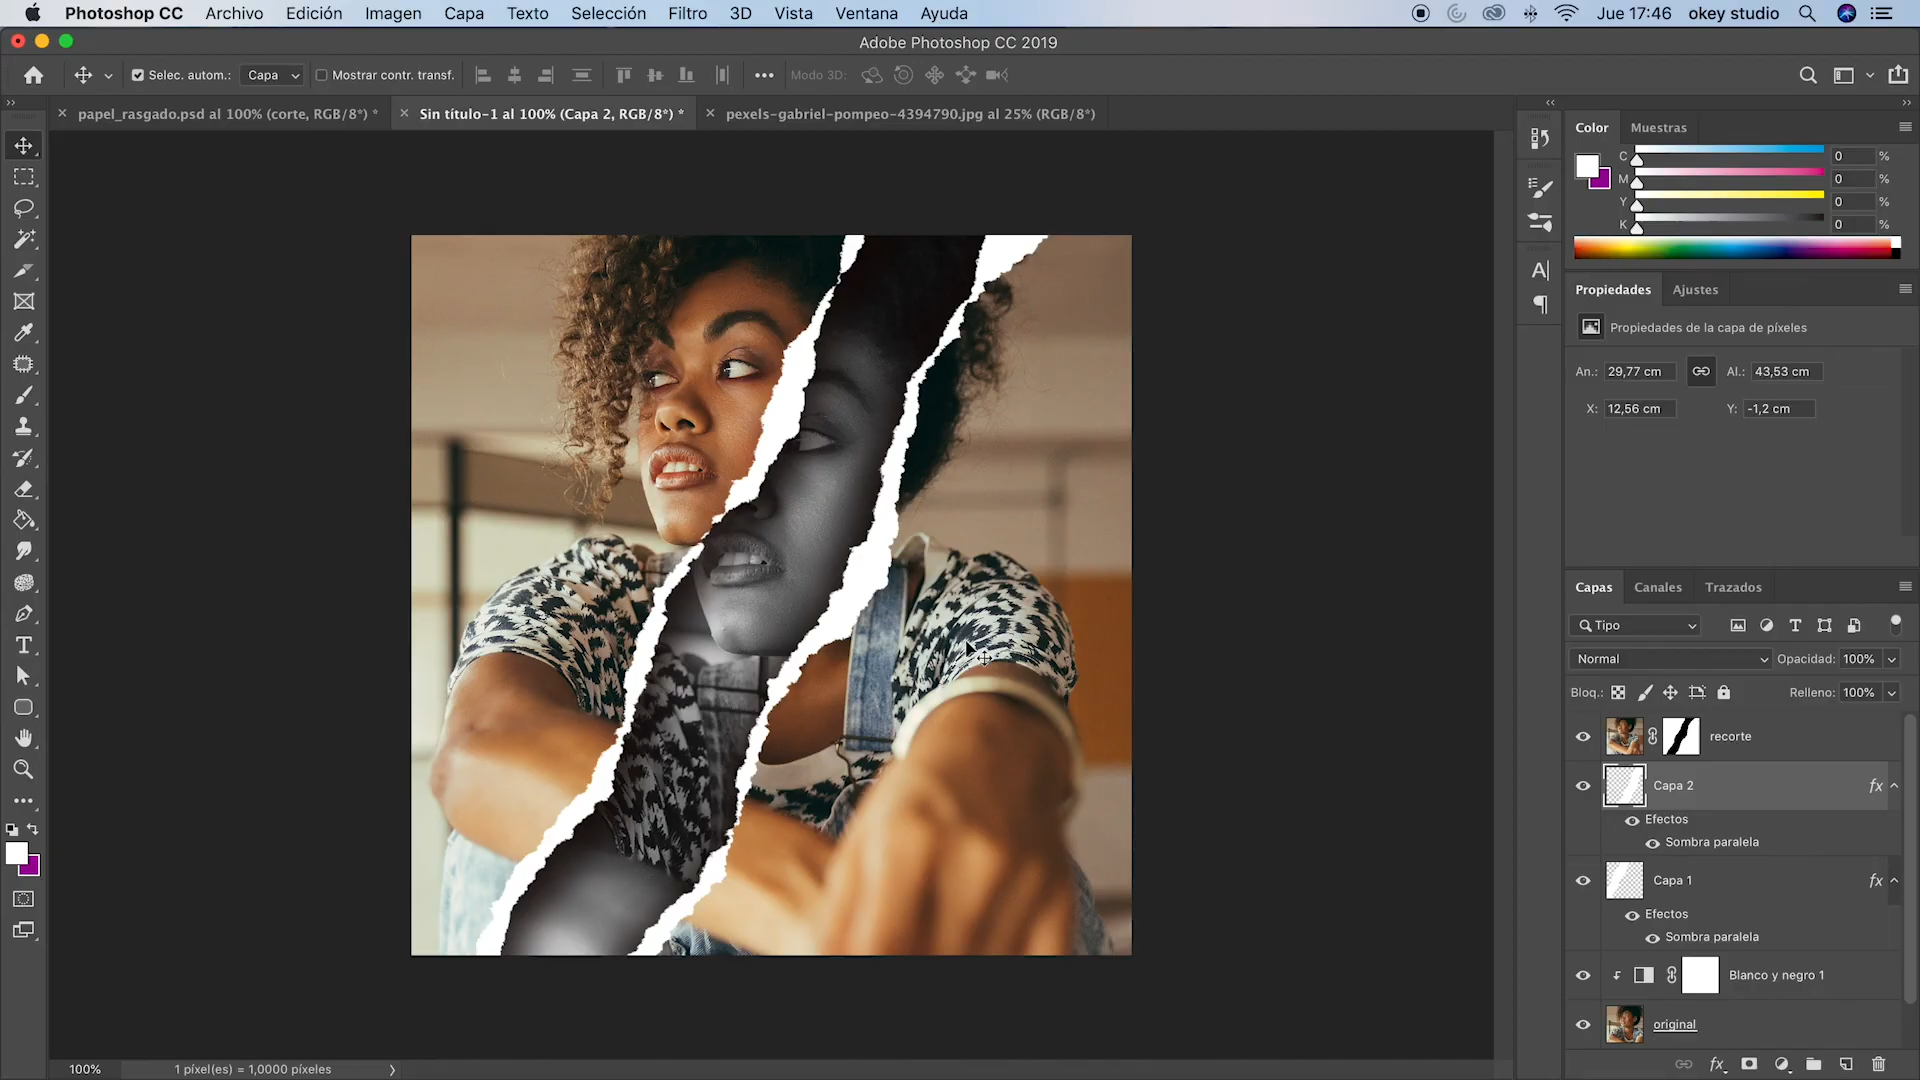 Photoshop CC Archivo Edición Imagen Capa Texto Selección Filtro 3D Vista Ventana Ayuda Jue 17:46 okey studio
Adobe Photoshop CC 2019
Selec. autom.: Capa Mostrar contr. transf. Modo 3D:
papel_rasgado.psd al 100% (corte, RGB/8*) * Sin título-1 al 100% (Capa 2, RGB/8*) * pexels-gabriel-pompeo-4394790.jpg al 25% (RGB/8*)
Color Muestras
C 0 %
M 0 %
Y 0 %
K 0 %
Propiedades Ajustes
Propiedades de la capa de píxeles
An.: 29,77 cm Al.: 43,53 cm
X: 12,56 cm Y: -1,2 cm
Capas Canales Trazados
Tipo
Normal Opacidad: 100%
Bloq.: Relleno: 100%
recorte
Capa 2 fx
Efectos
Sombra paralela
Capa 1 fx
Efectos
Sombra paralela
Blanco y negro 1
original
100% 1 píxel(es) = 1,0000 píxeles